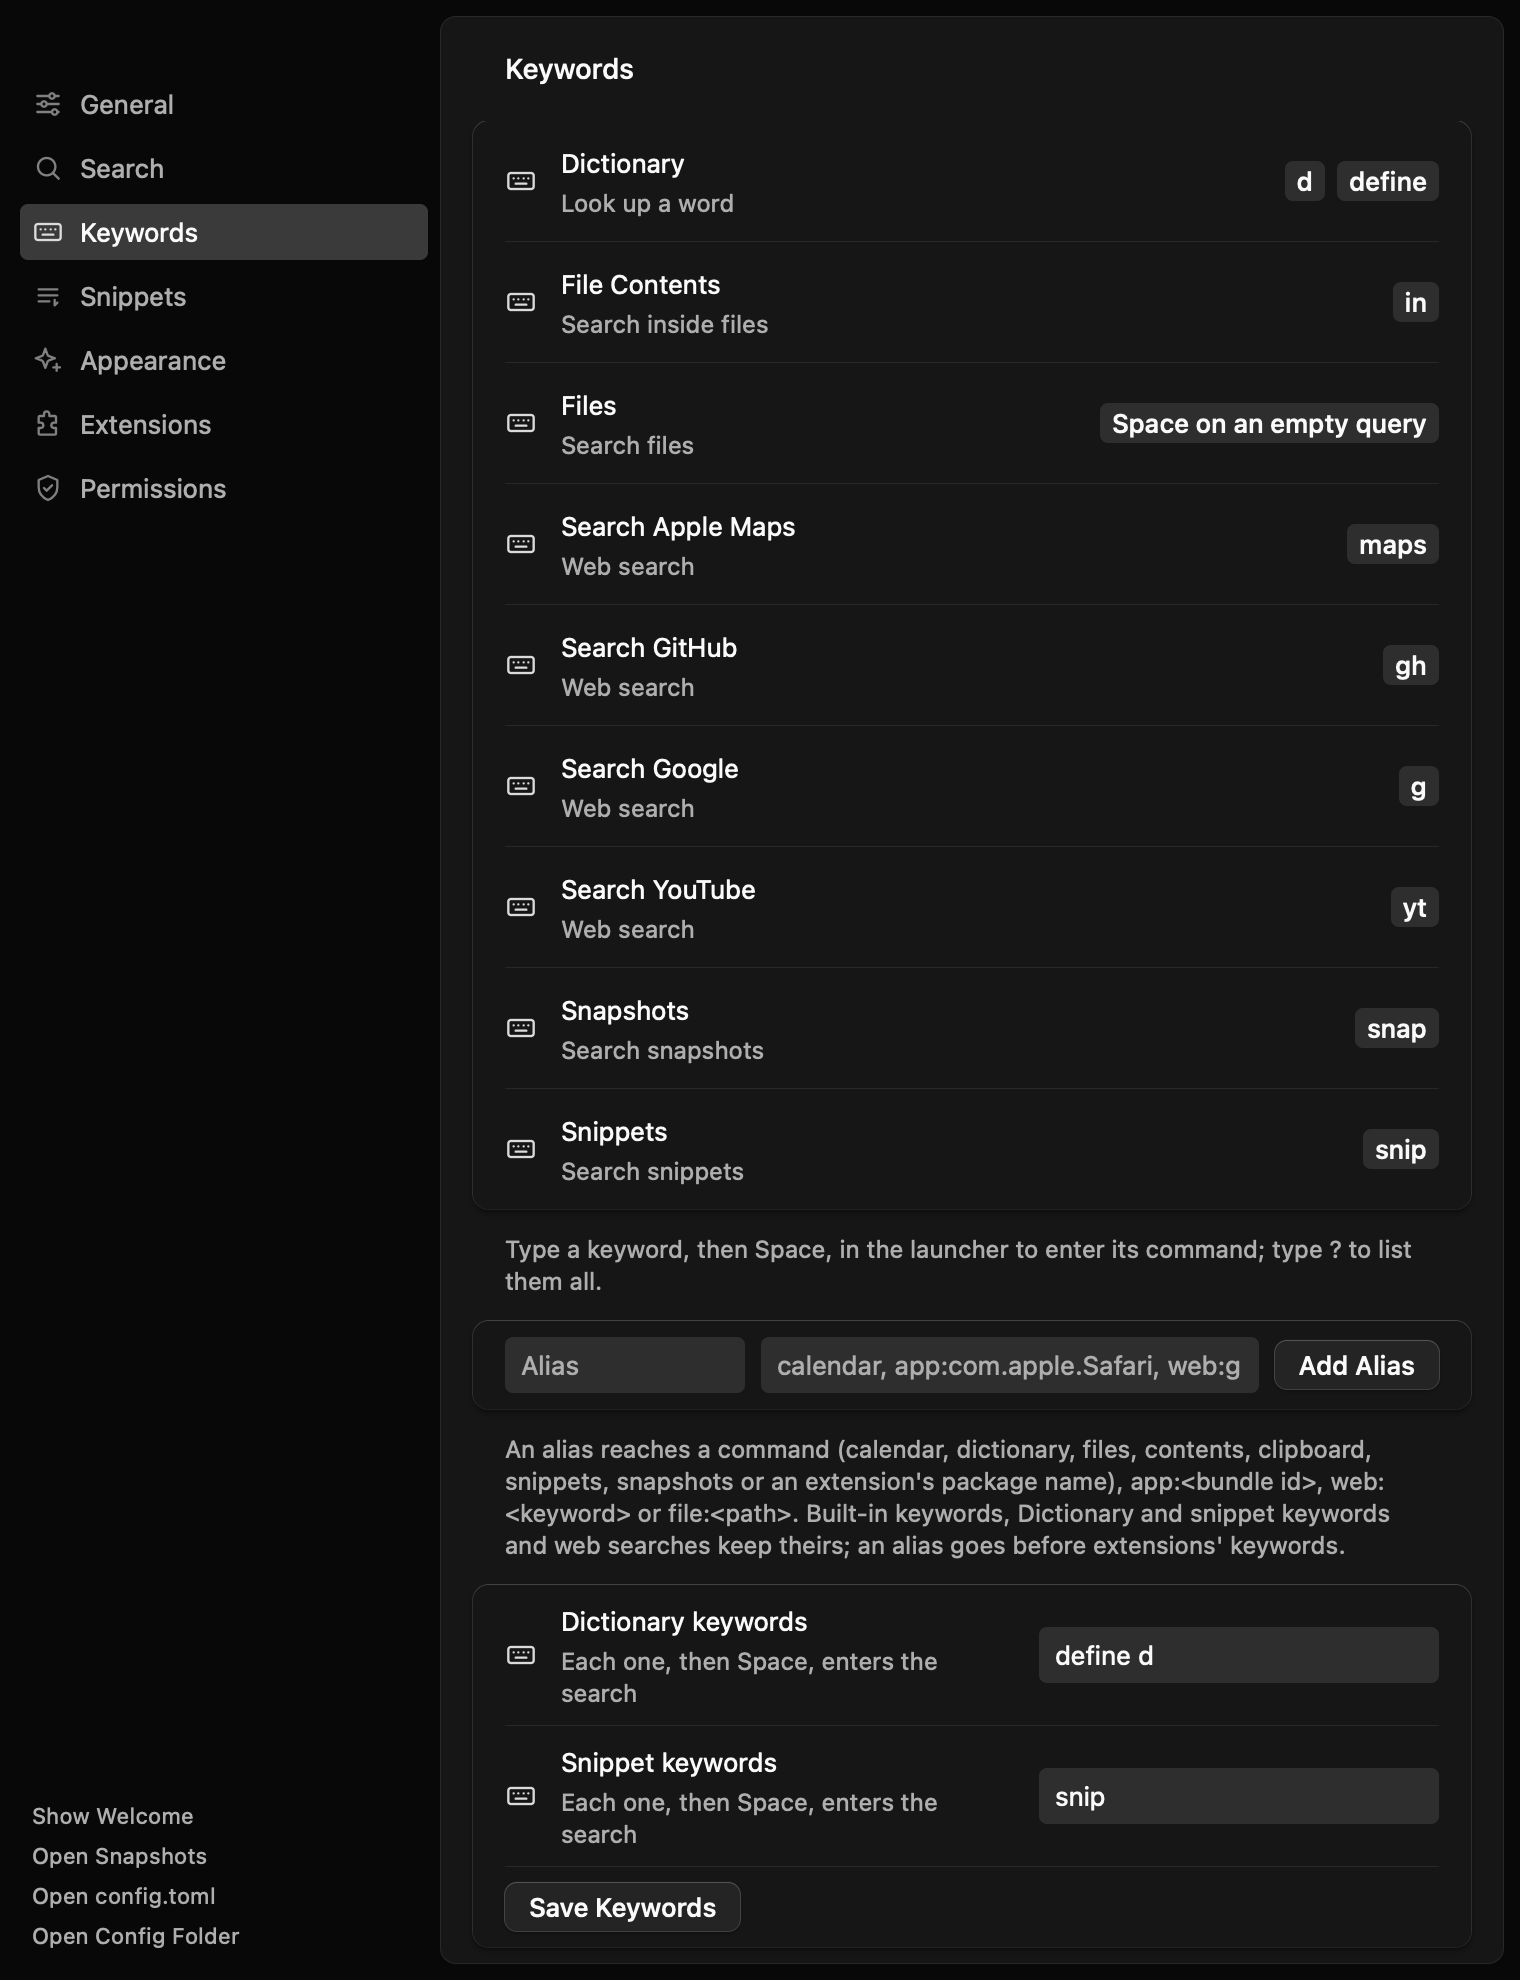 General
Search
Keywords
Snippets
Appearance
Extensions
Permissions
Show Welcome
Open Snapshots
Open config.toml
Open Config Folder
Keywords
Dictionary
Look up a word
d define
File Contents
Search inside files
in
Files
Search files
Space on an empty query
Search Apple Maps
Web search
maps
Search GitHub
Web search
gh
Search Google
Web search
g
Search YouTube
Web search
yt
Snapshots
Search snapshots
snap
Snippets
Search snippets
snip
Type a keyword, then Space, in the launcher to enter its command; type ? to list
them all.
Alias
calendar, app:com.apple.Safari, web:g
Add Alias
An alias reaches a command (calendar, dictionary, files, contents, clipboard,
snippets, snapshots or an extension's package name), app:<bundle id>, web:
<keyword> or file:<path>. Built-in keywords, Dictionary and snippet keywords
and web searches keep theirs; an alias goes before extensions' keywords.
Dictionary keywords
Each one, then Space, enters the
search
define d
Snippet keywords
Each one, then Space, enters the
search
snip
Save Keywords